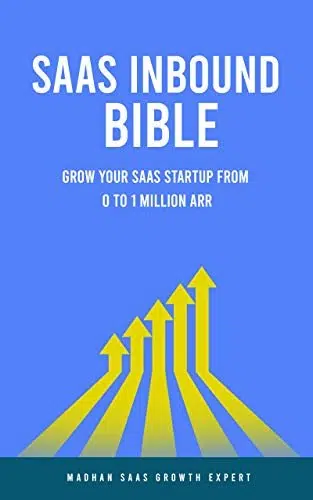 SAAS INBOUND
BIBLE
GROW YOUR SAAS STARTUP FROM
0 TO 1 MILLION ARR
MADHAN SAAS GROWTH EXPERT